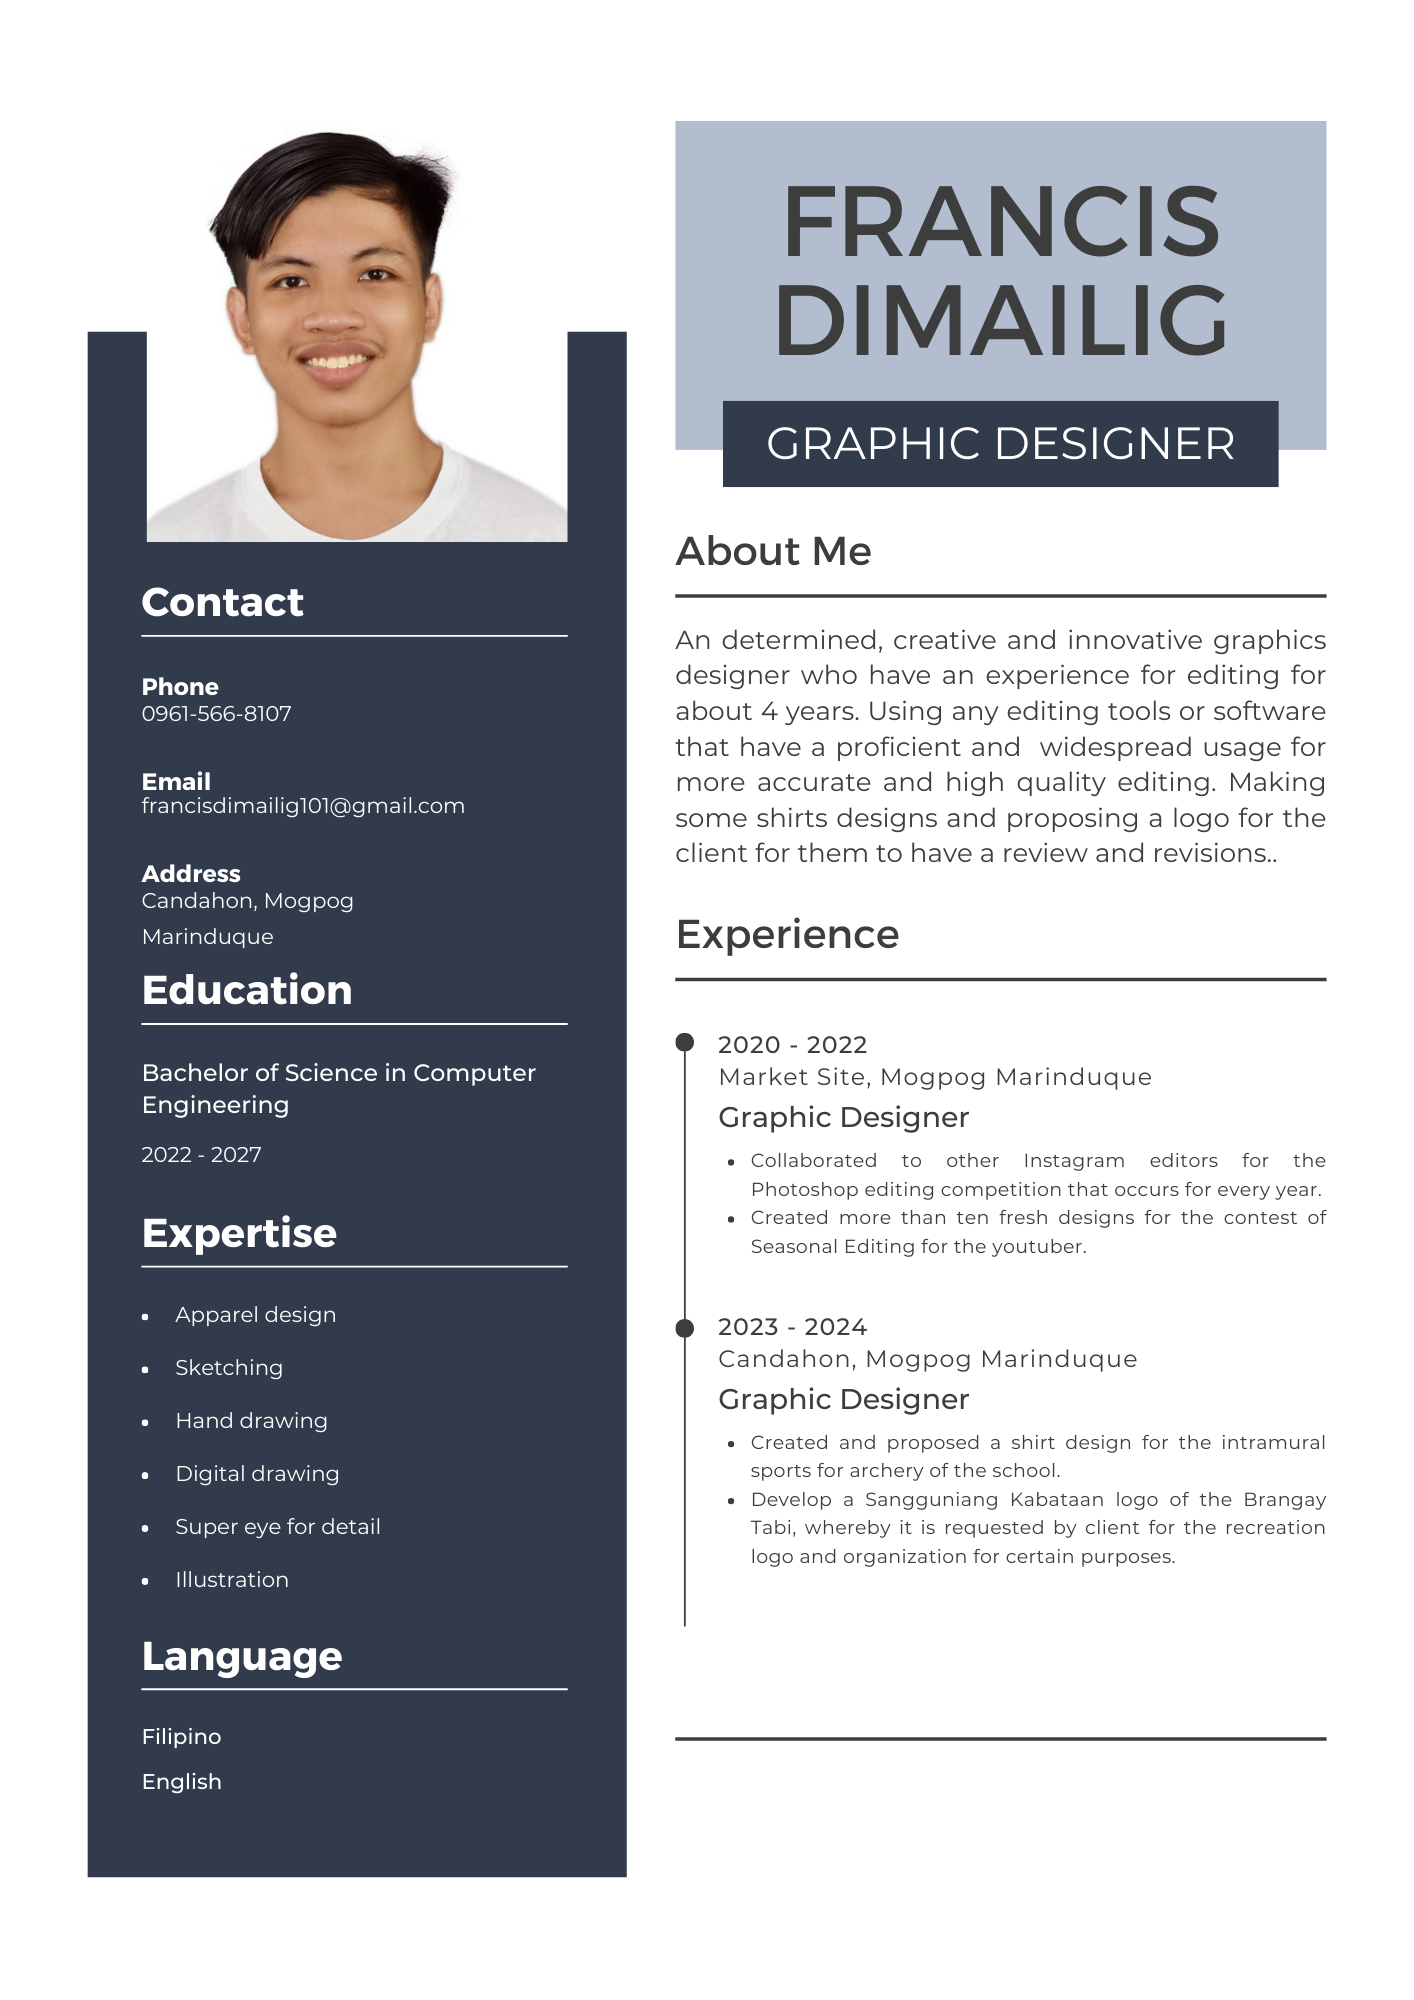 FRANCIS
DIMAILIG
GRAPHIC DESIGNER
Contact
Phone
0961-566-8107
Email
francisdimailig101@gmail.com
Address
Candahon, Mogpog
Marinduque
Education
Bachelor of Science in Computer
Engineering
2022 - 2027
Expertise
• Apparel design
• Sketching
• Hand drawing
• Digital drawing
• Super eye for detail
• Illustration
Language
Filipino
English
About Me
An determined, creative and innovative graphics
designer who have an experience for editing for
about 4 years. Using any editing tools or software
that have a proficient and  widespread usage for
more accurate and high quality editing. Making
some shirts designs and proposing a logo for the
client for them to have a review and revisions..
Experience
2020 - 2022
Market Site, Mogpog Marinduque
Graphic Designer
• Collaborated to other Instagram editors for the
Photoshop editing competition that occurs for every year.
• Created more than ten fresh designs for the contest of
Seasonal Editing for the youtuber.
2023 - 2024
Candahon, Mogpog Marinduque
Graphic Designer
• Created and proposed a shirt design for the intramural
sports for archery of the school.
• Develop a Sangguniang Kabataan logo of the Brangay
Tabi, whereby it is requested by client for the recreation
logo and organization for certain purposes.